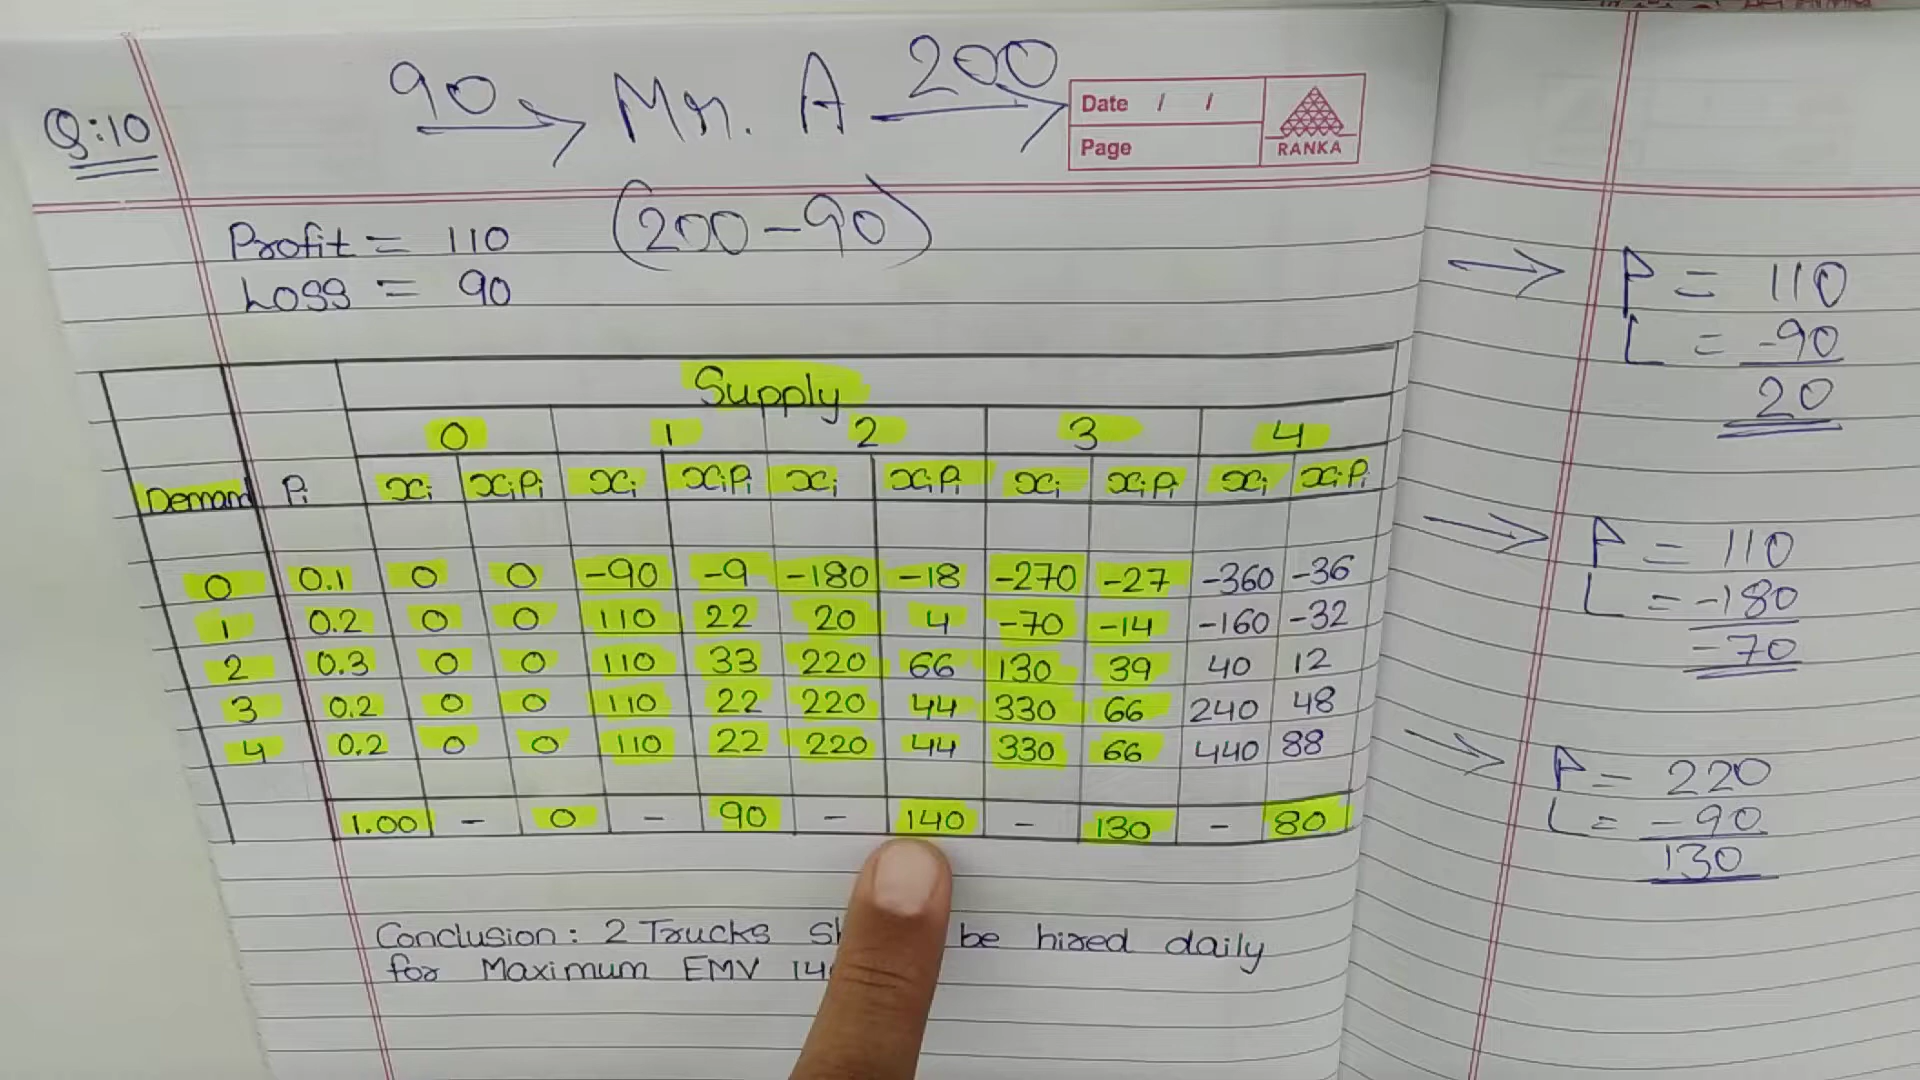 Q:10
90 → Mr. A 200 →
Date / /
Page
RANKA
Profit = 110 (200-90)
Loss = 90
Supply
0 1 2 3 4
Demand Pi xi xiPi xi xiPi xi xiPi xi xiPi xi xiPi
0 0.1 0 0 -90 -9 -180 -18 -270 -27 -360 -36
1 0.2 0 0 110 22 20 4 -70 -14 -160 -32
2 0.3 0 0 110 33 220 66 130 39 40 12
3 0.2 0 0 110 22 220 44 330 66 240 48
4 0.2 0 0 110 22 220 44 330 66 440 88
1.00 - 0 - 90 - 140 - 130 - 80
Conclusion: 2 Trucks be hired daily
for Maximum EMV
→ P = 110
L = -90
20
→ P = 110
L = -180
-70
→ P = 220
L = -90
130